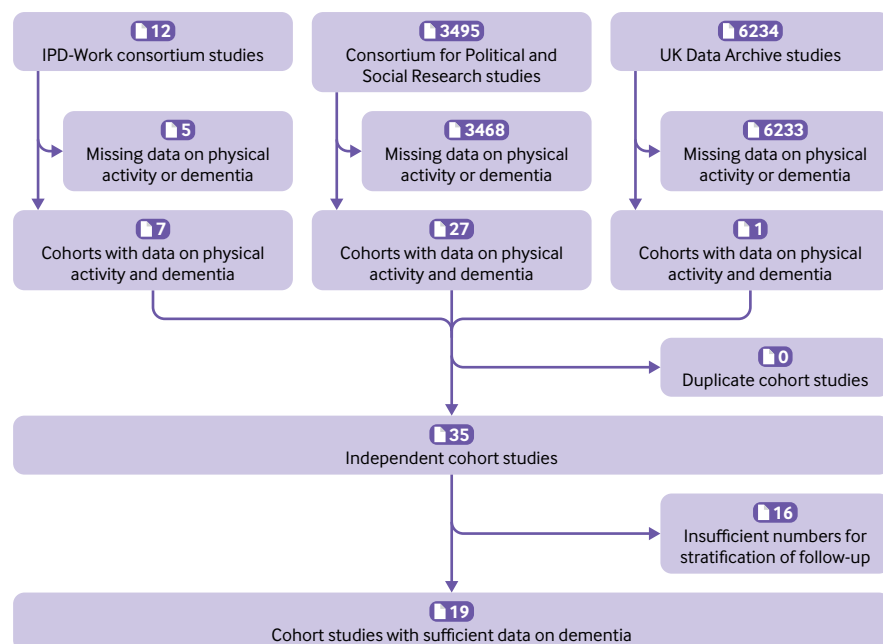 12
IPD-Work consortium studies
3495
Consortium for Political and
Social Research studies
6234
UK Data Archive studies
5
Missing data on physical
activity or dementia
3468
Missing data on physical
activity or dementia
6233
Missing data on physical
activity or dementia
7
Cohorts with data on physical
activity and dementia
27
Cohorts with data on physical
activity and dementia
1
Cohorts with data on physical
activity and dementia
0
Duplicate cohort studies
35
Independent cohort studies
16
Insufficient numbers for
stratification of follow-up
19
Cohort studies with sufficient data on dementia